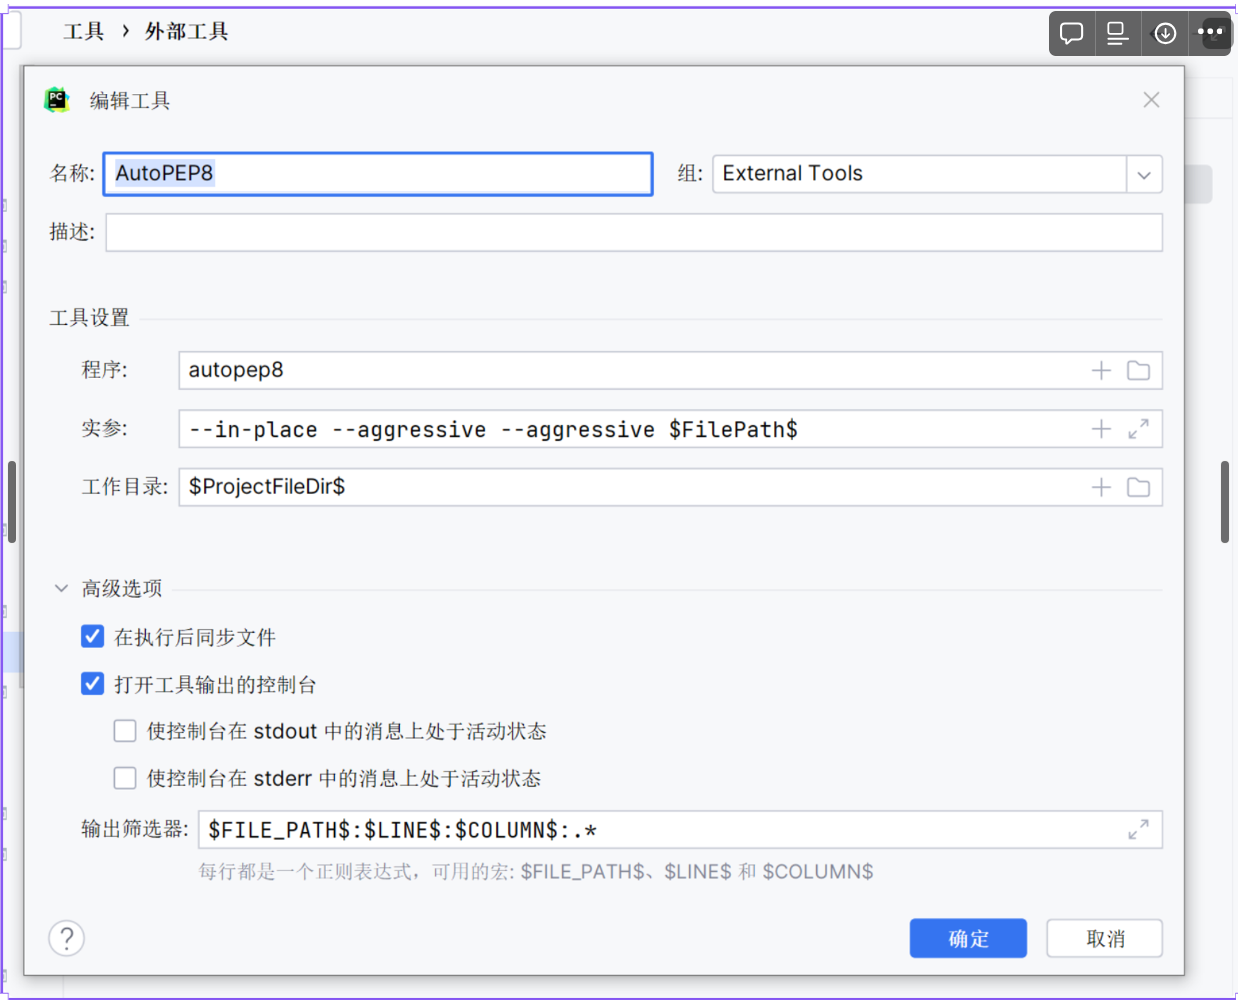 工具 › 外部工具
PC 编辑工具
名称: AutoPEP8 组: External Tools
描述:
工具设置
程序: autopep8
实参: --in-place --aggressive --aggressive $FilePath$
工作目录: $ProjectFileDir$
高级选项
在执行后同步文件
打开工具输出的控制台
使控制台在 stdout 中的消息上处于活动状态
使控制台在 stderr 中的消息上处于活动状态
输出筛选器: $FILE_PATH$:$LINE$:$COLUMN$:.*
每行都是一个正则表达式，可用的宏: $FILE_PATH$、$LINE$ 和 $COLUMN$
? 确定 取消